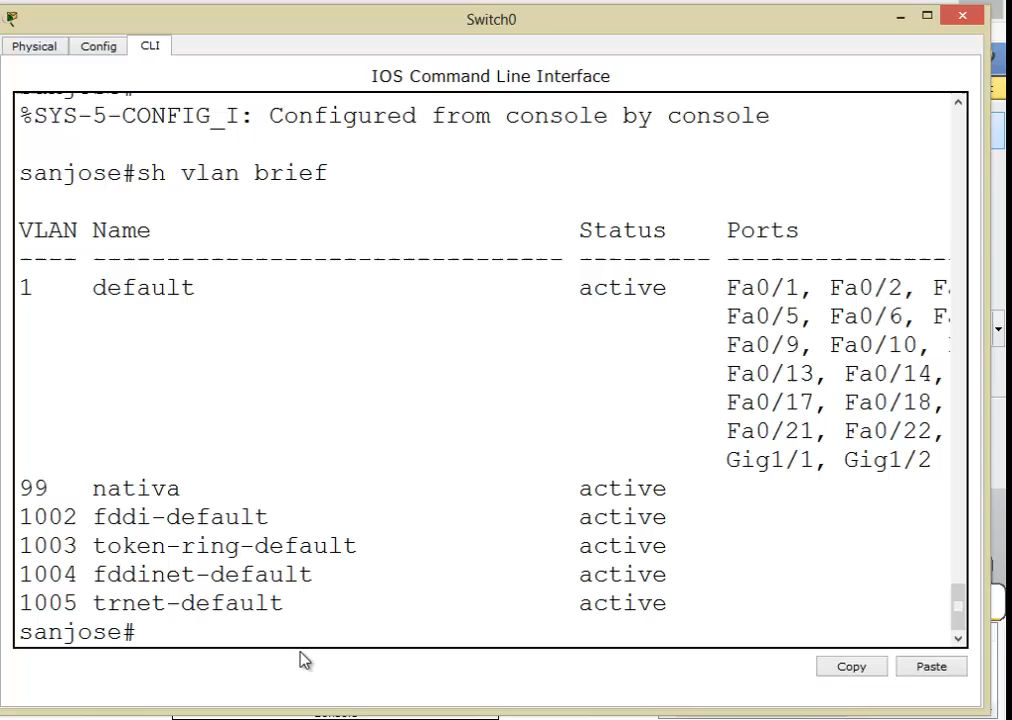 Switch0
Physical Config CLI
IOS Command Line Interface
%SYS-5-CONFIG_I: Configured from console by console
sanjose#sh vlan brief
VLAN Name Status Ports
---- -------------------------------- --------- ---------------
1 default active Fa0/1, Fa0/2,
Fa0/5, Fa0/6,
Fa0/9, Fa0/10,
Fa0/13, Fa0/14,
Fa0/17, Fa0/18,
Fa0/21, Fa0/22,
Gig1/1, Gig1/2
99 nativa active
1002 fddi-default active
1003 token-ring-default active
1004 fddinet-default active
1005 trnet-default active
sanjose#
Copy Paste